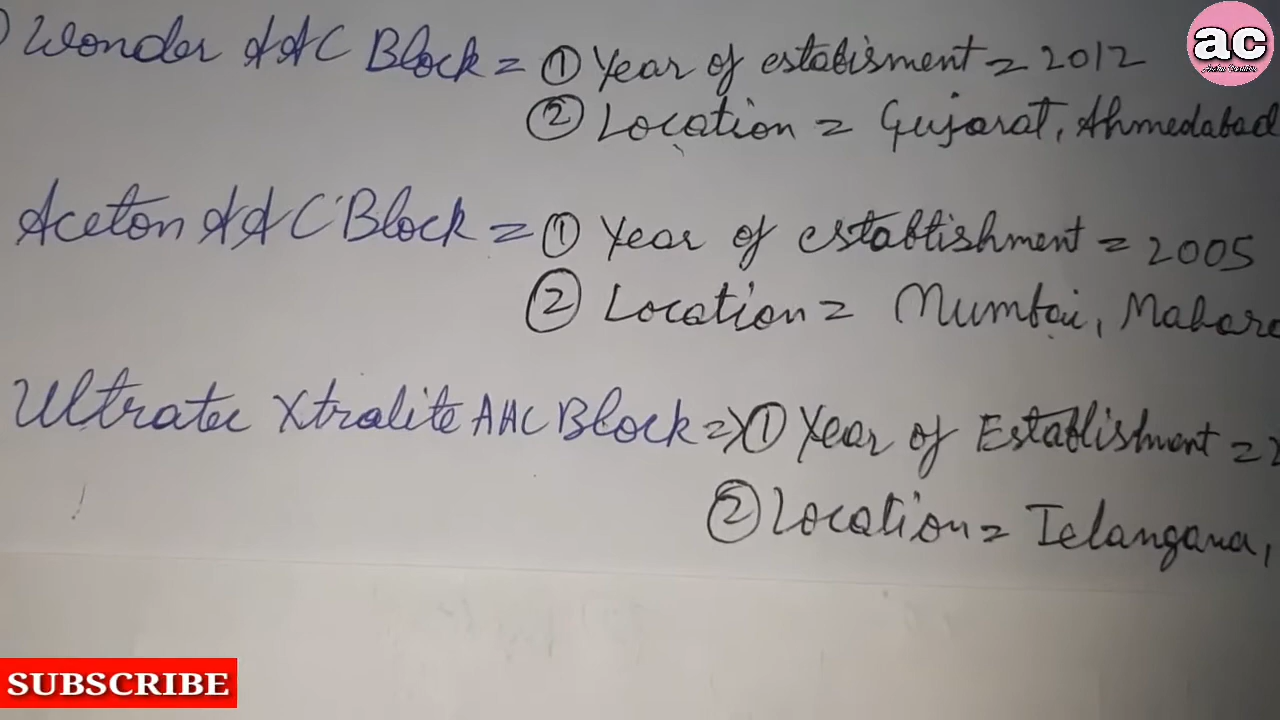 Wonder AAC Block = ① Year of estabisment = 2012
② Location = Gujarat, Ahmedabad
Aceton AAC Block = ① Year of establishment = 2005
② Location = Mumbai,
Ultratec Xtralite AAC Block => ① Year of Establishment =
② Location = Telangana,
ac
SUBSCRIBE